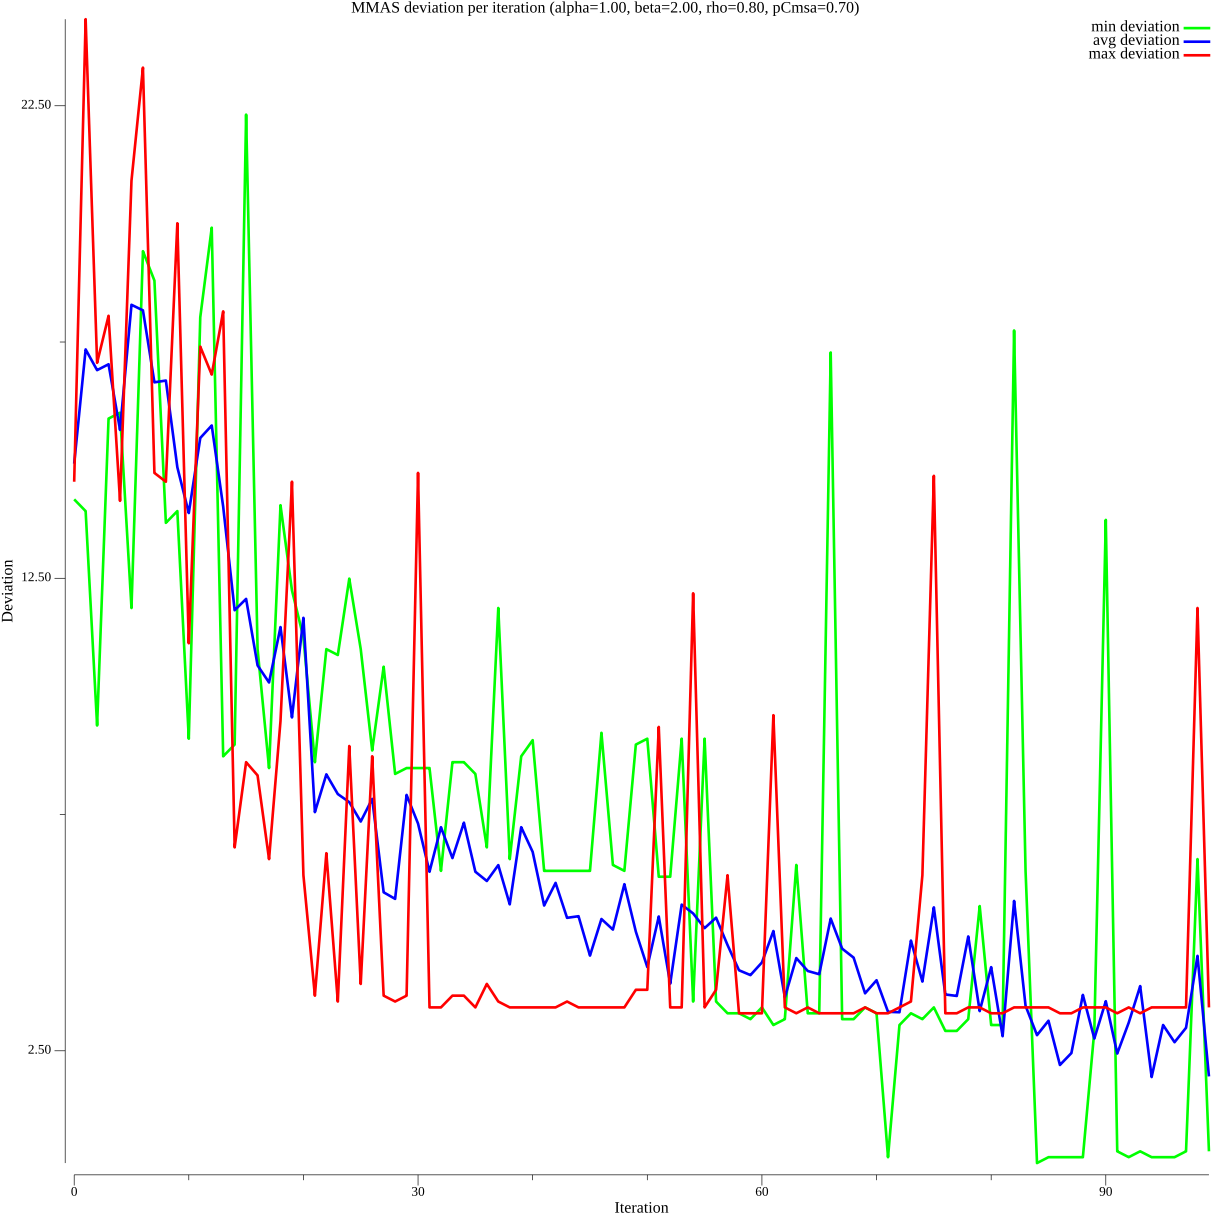 MMAS deviation per iteration (alpha=1.00, beta=2.00, rho=0.80, pCmsa=0.70)
min deviation
avg deviation
max deviation
22.50
12.50
2.50
Deviation
0 30 60 90
Iteration